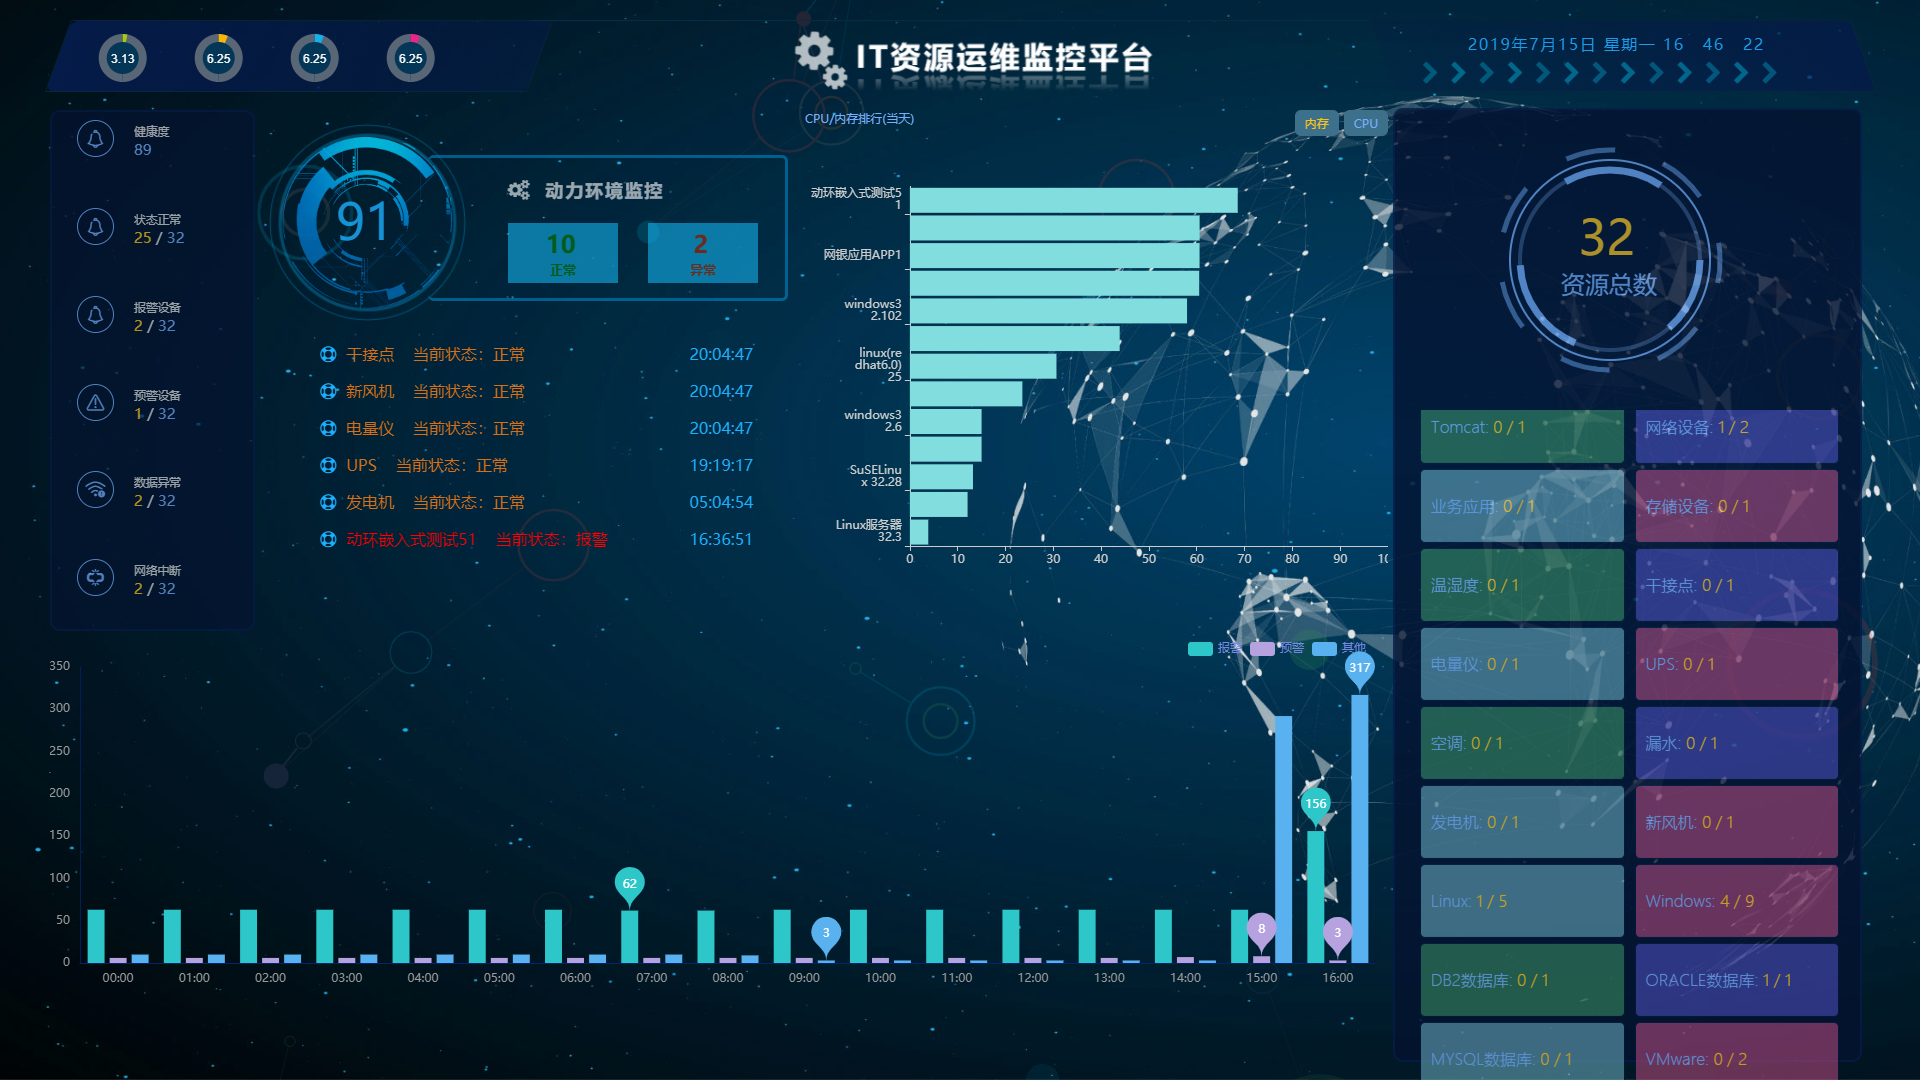 3.13
6.25
6.25
6.25
IT资源运维监控平台
2019年7月15日 星期一 16 46 22
健康度
89
状态正常
25 / 32
报警设备
2 / 32
预警设备
1 / 32
数据异常
2 / 32
网络中断
2 / 32
91
动力环境监控
10
正常
2
异常
干接点 当前状态：正常 20:04:47
新风机 当前状态：正常 20:04:47
电量仪 当前状态：正常 20:04:47
UPS 当前状态：正常 19:19:17
发电机 当前状态：正常 05:04:54
动环嵌入式测试51 当前状态：报警 16:36:51
CPU/内存排行(当天)
内存 CPU
动环嵌入式测试5
1
网银应用APP1
windows3
2.102
linux(re
dhat6.0)
25
windows3
2.6
SuSELinu
x 32.28
Linux服务器
32.3
0 10 20 30 40 50 60 70 80 90
32
资源总数
Tomcat: 0 / 1
网络设备: 1 / 2
业务应用: 0 / 1
存储设备: 0 / 1
温湿度: 0 / 1
干接点: 0 / 1
电量仪: 0 / 1
UPS: 0 / 1
空调: 0 / 1
漏水: 0 / 1
发电机: 0 / 1
新风机: 0 / 1
Linux: 1 / 5
Windows: 4 / 9
DB2数据库: 0 / 1
ORACLE数据库: 1 / 1
MYSQL数据库: 0 / 1
VMware: 0 / 2
报警 预警 其他
350
300
250
200
150
100
50
0
62
3
8
156
3
317
00:00 01:00 02:00 03:00 04:00 05:00 06:00 07:00 08:00 09:00 10:00 11:00 12:00 13:00 14:00 15:00 16:00